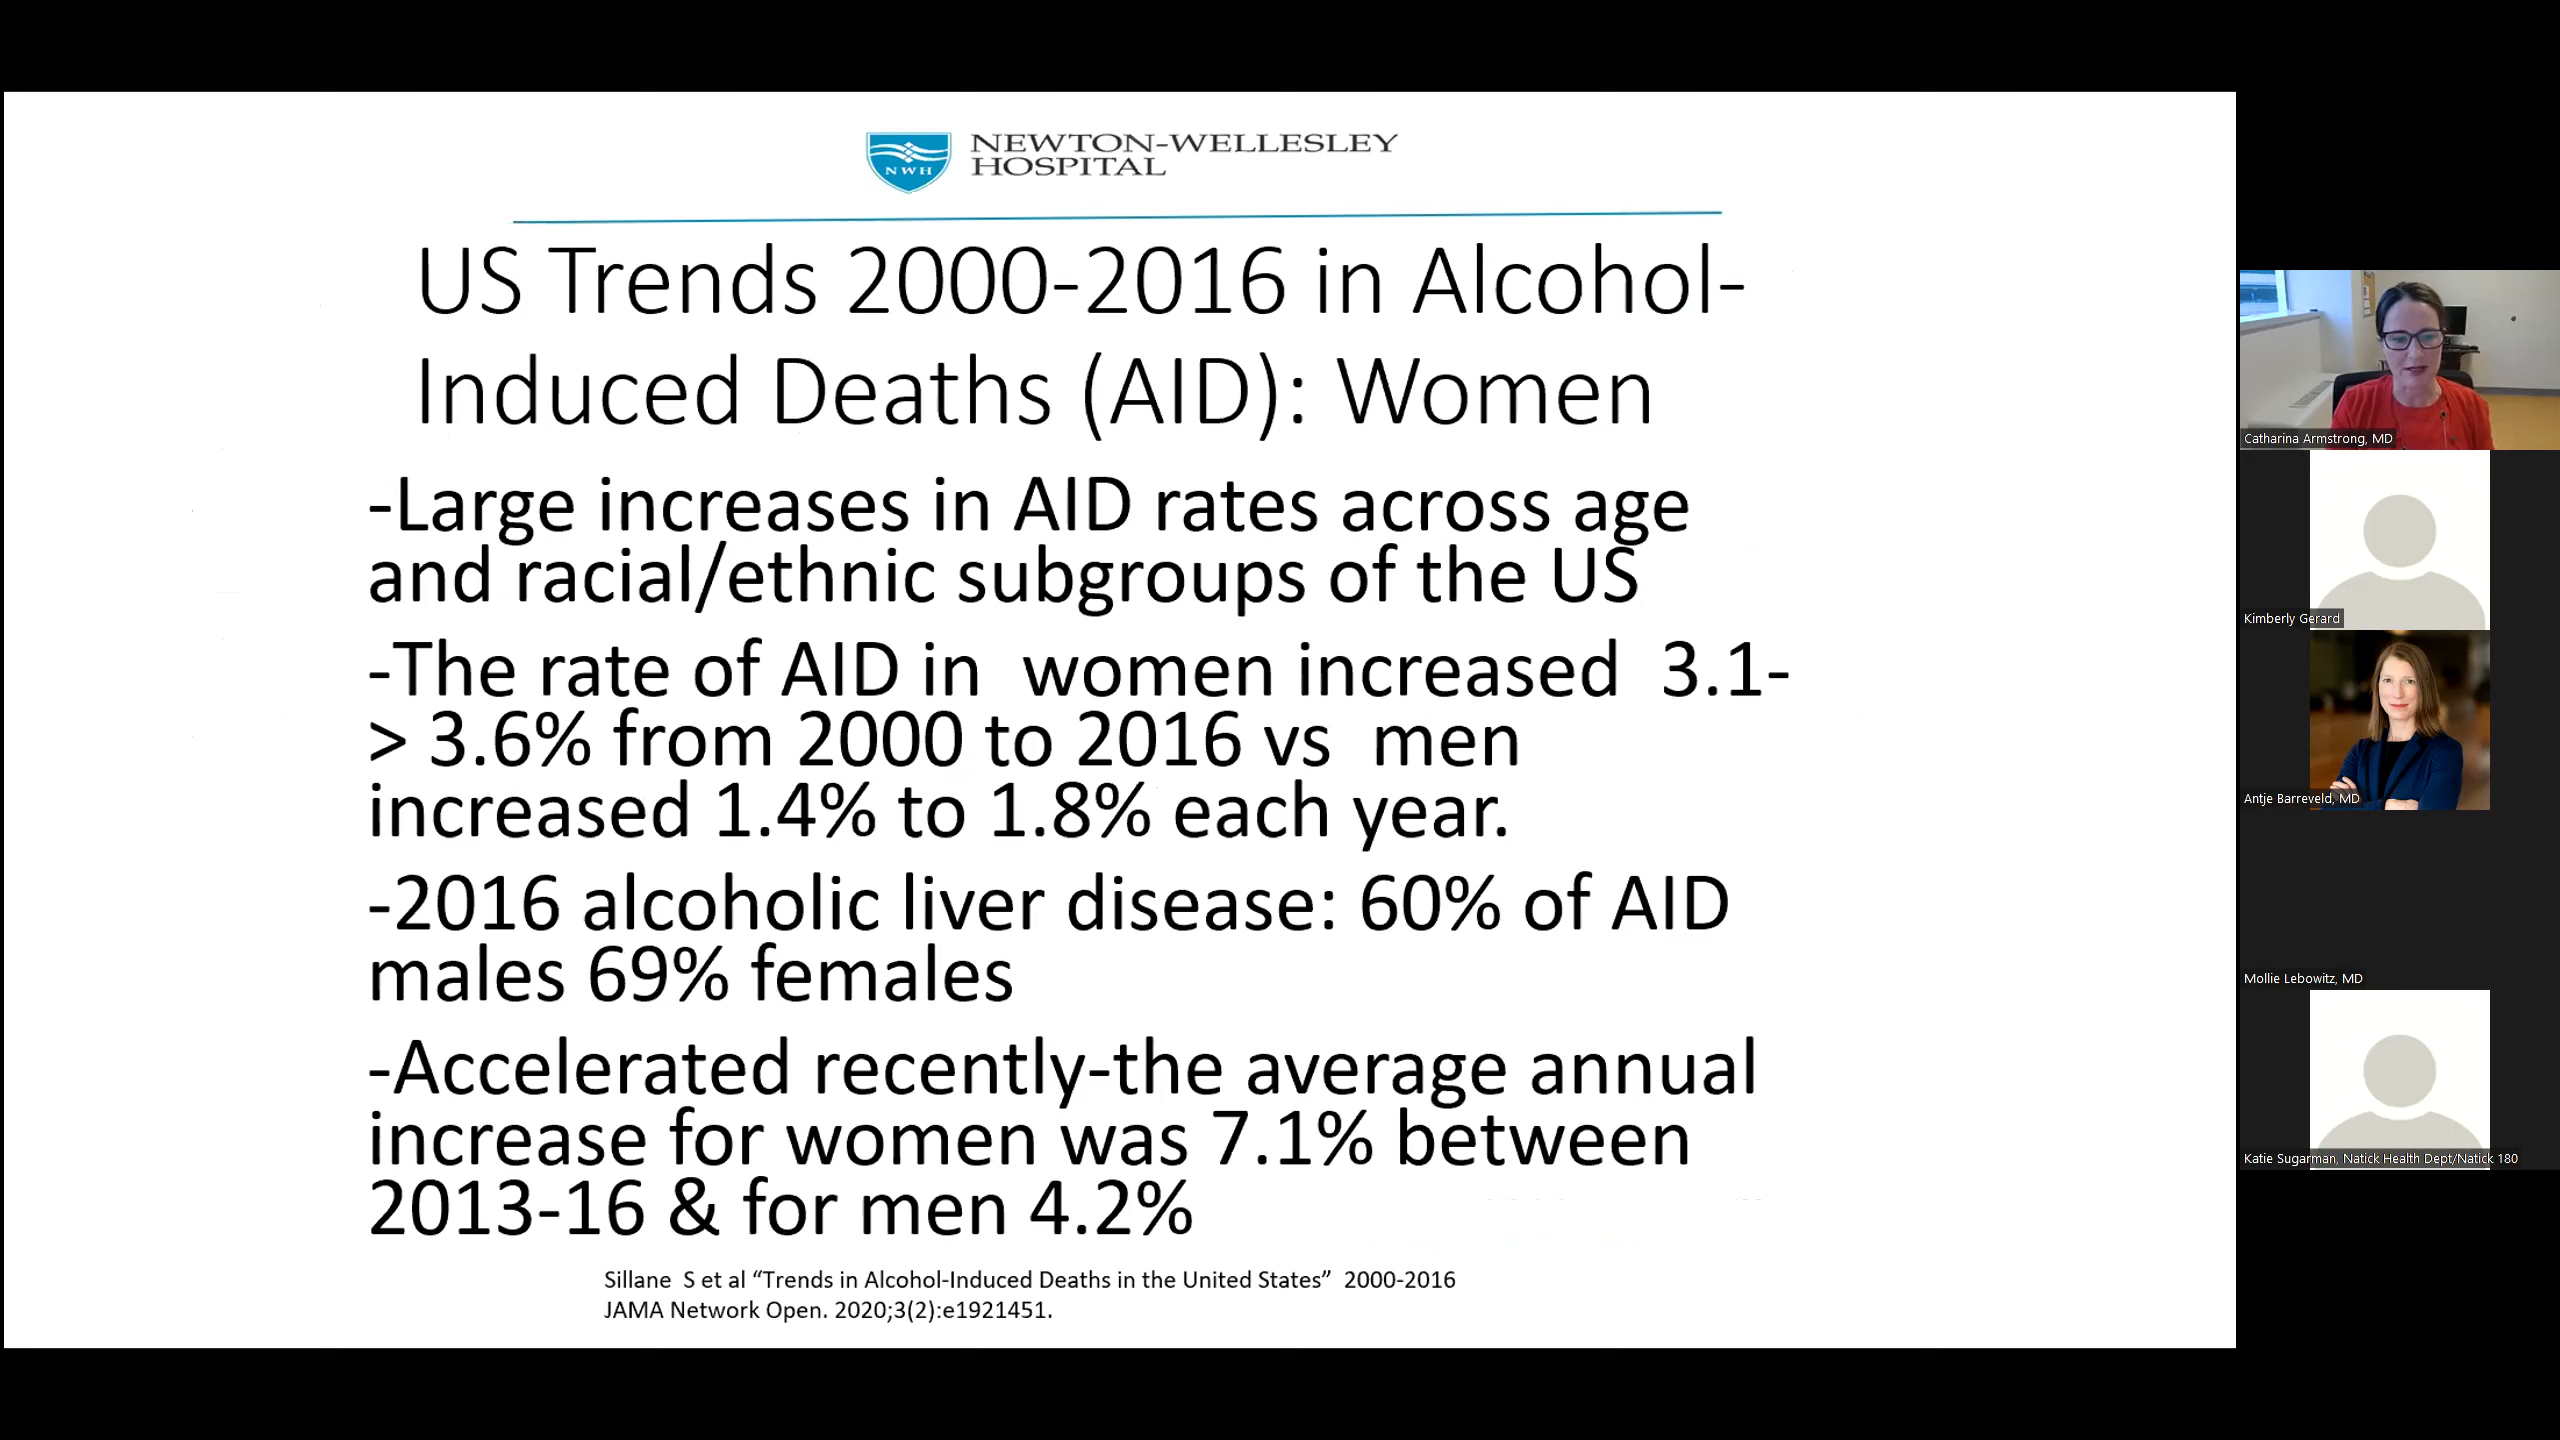 NWH
NEWTON-WELLESLEY
HOSPITAL
US Trends 2000-2016 in Alcohol-
Induced Deaths (AID): Women
-Large increases in AID rates across age
and racial/ethnic subgroups of the US
-The rate of AID in  women increased  3.1-
> 3.6% from 2000 to 2016 vs  men
increased 1.4% to 1.8% each year.
-2016 alcoholic liver disease: 60% of AID
males 69% females
-Accelerated recently-the average annual
increase for women was 7.1% between
2013-16 & for men 4.2%
Sillane  S et al “Trends in Alcohol-Induced Deaths in the United States”  2000-2016
JAMA Network Open. 2020;3(2):e1921451.
Catharina Armstrong, MD
Kimberly Gerard
Antje Barreveld, MD
Mollie Lebowitz, MD
Katie Sugarman, Natick Health Dept/Natick 180